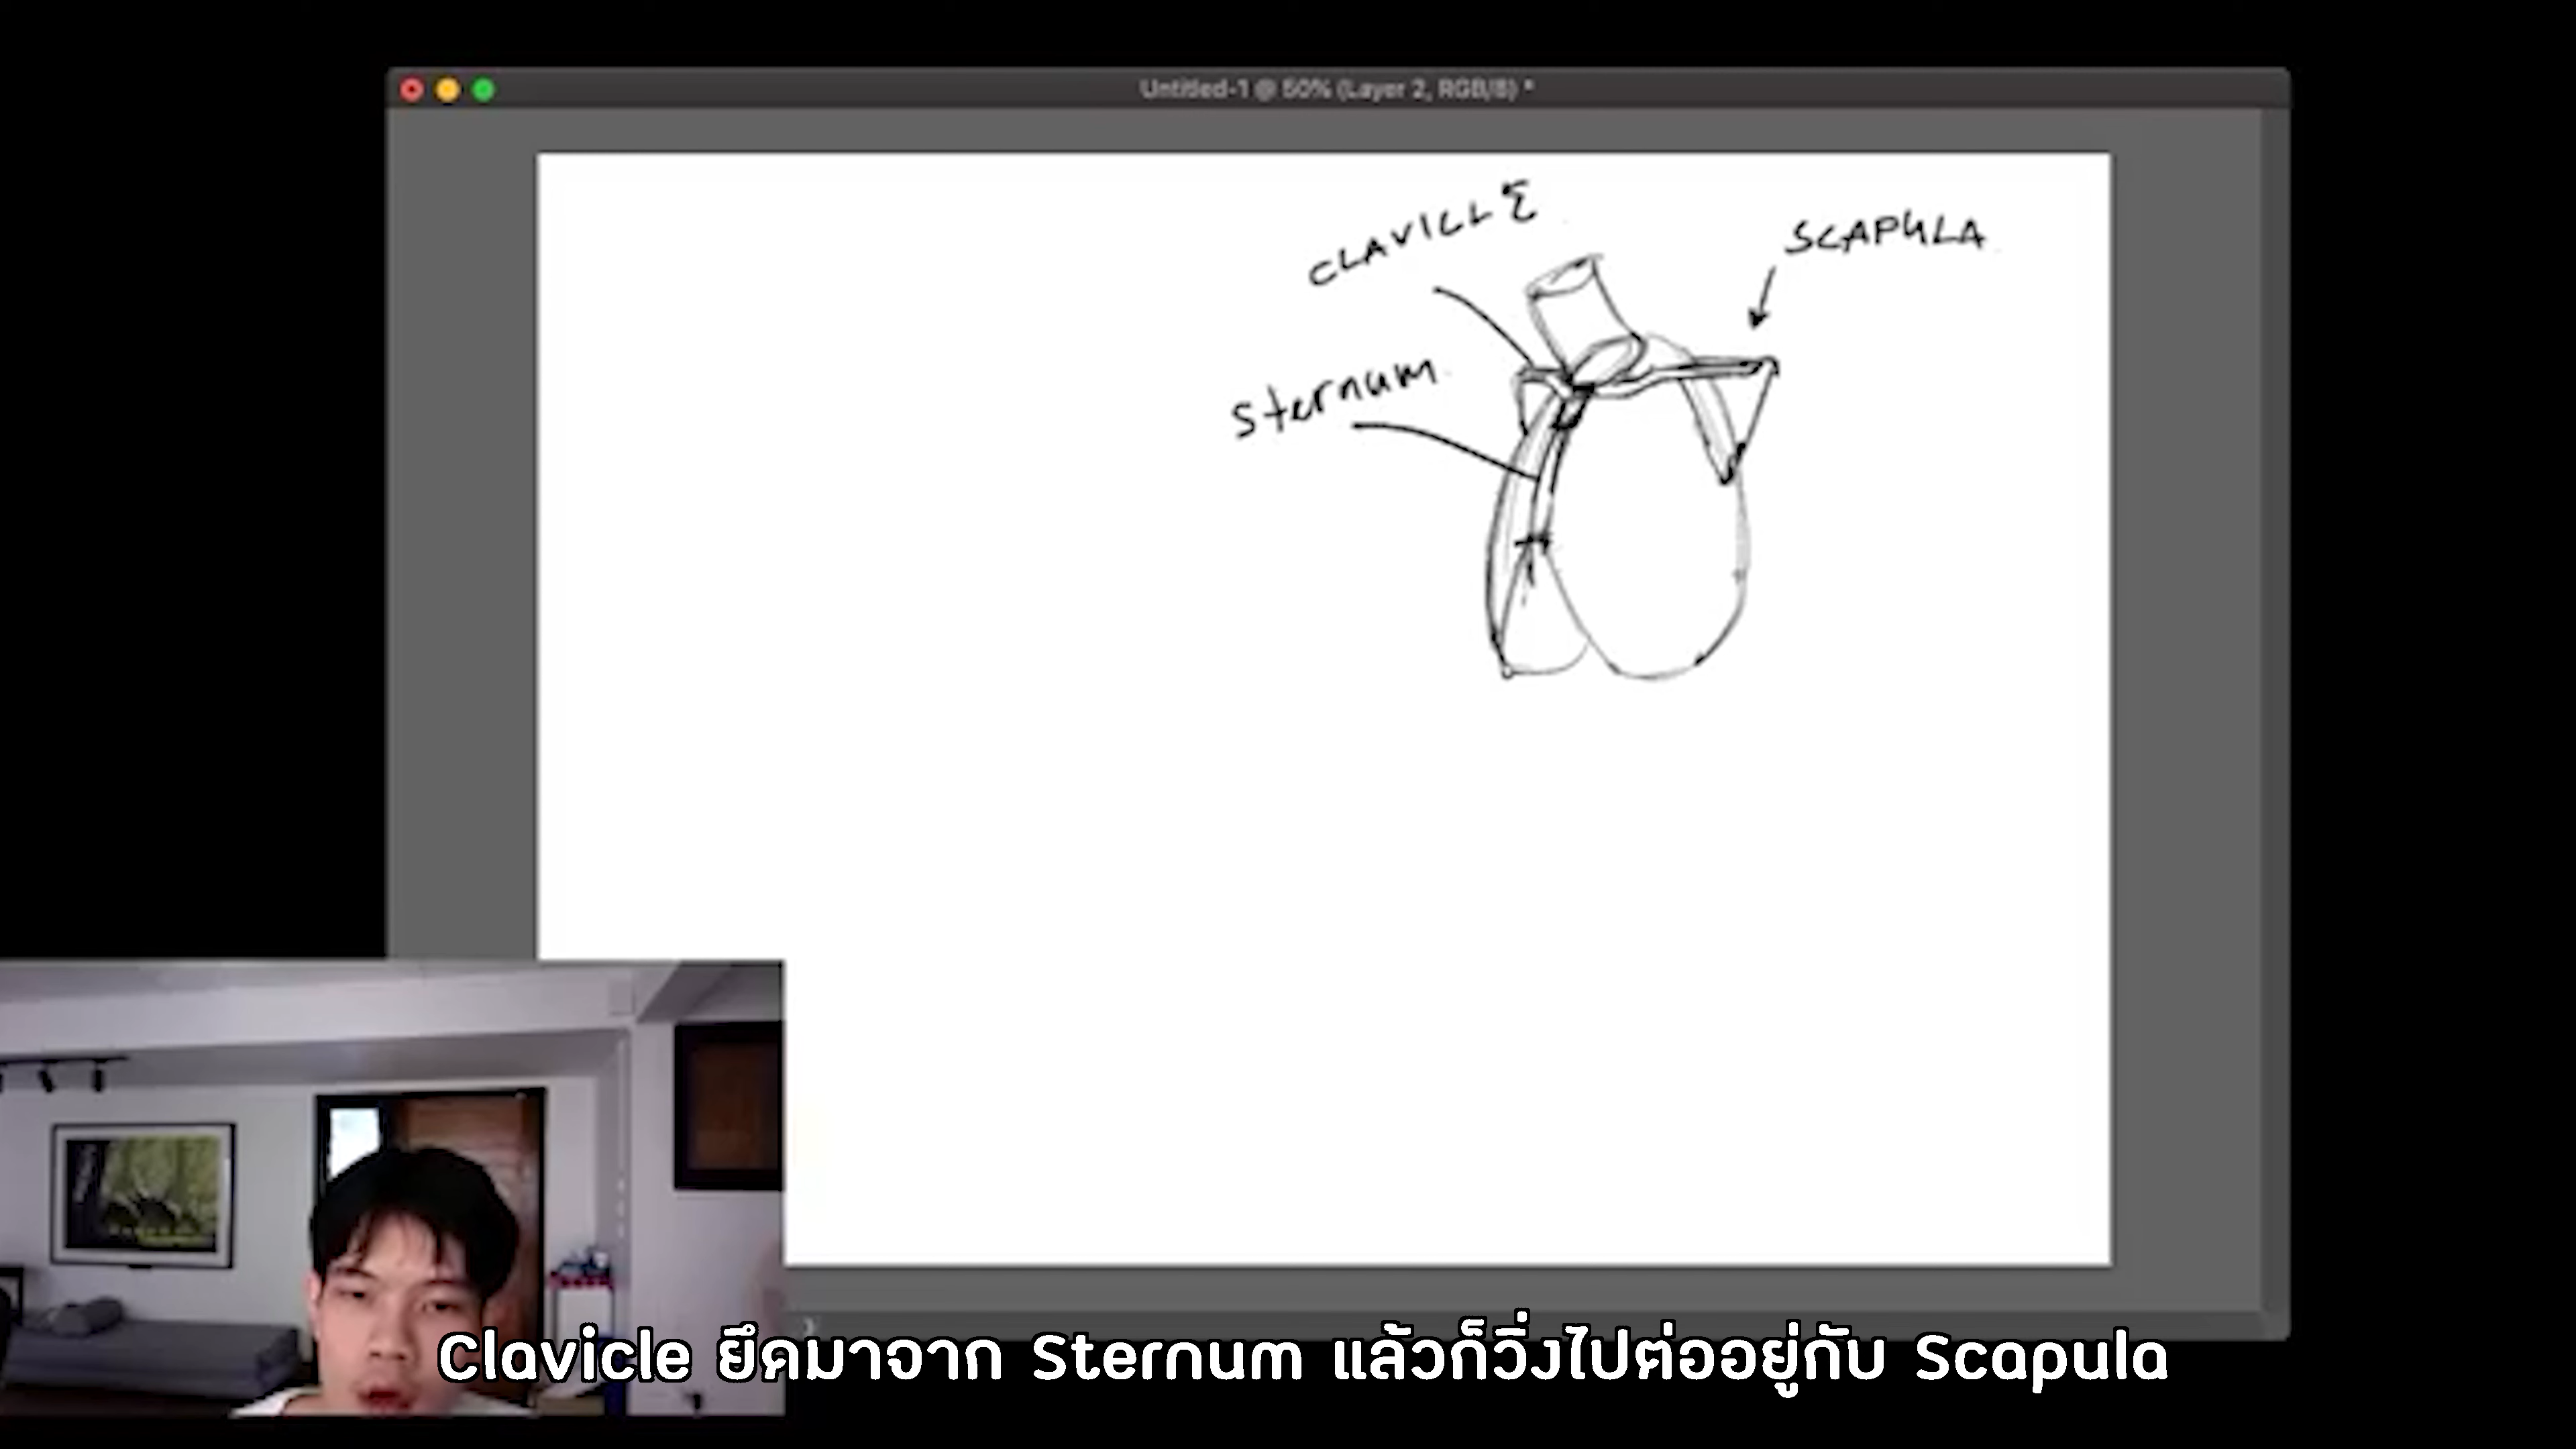 Untitled-1 @ 50% (Layer 2, RGB/8) *
CLAVICLE
SCAPULA
Sternum
Clavicle ยึดมาจาก Sternum แล้วก็วิ่งไปต่ออยู่กับ Scapula